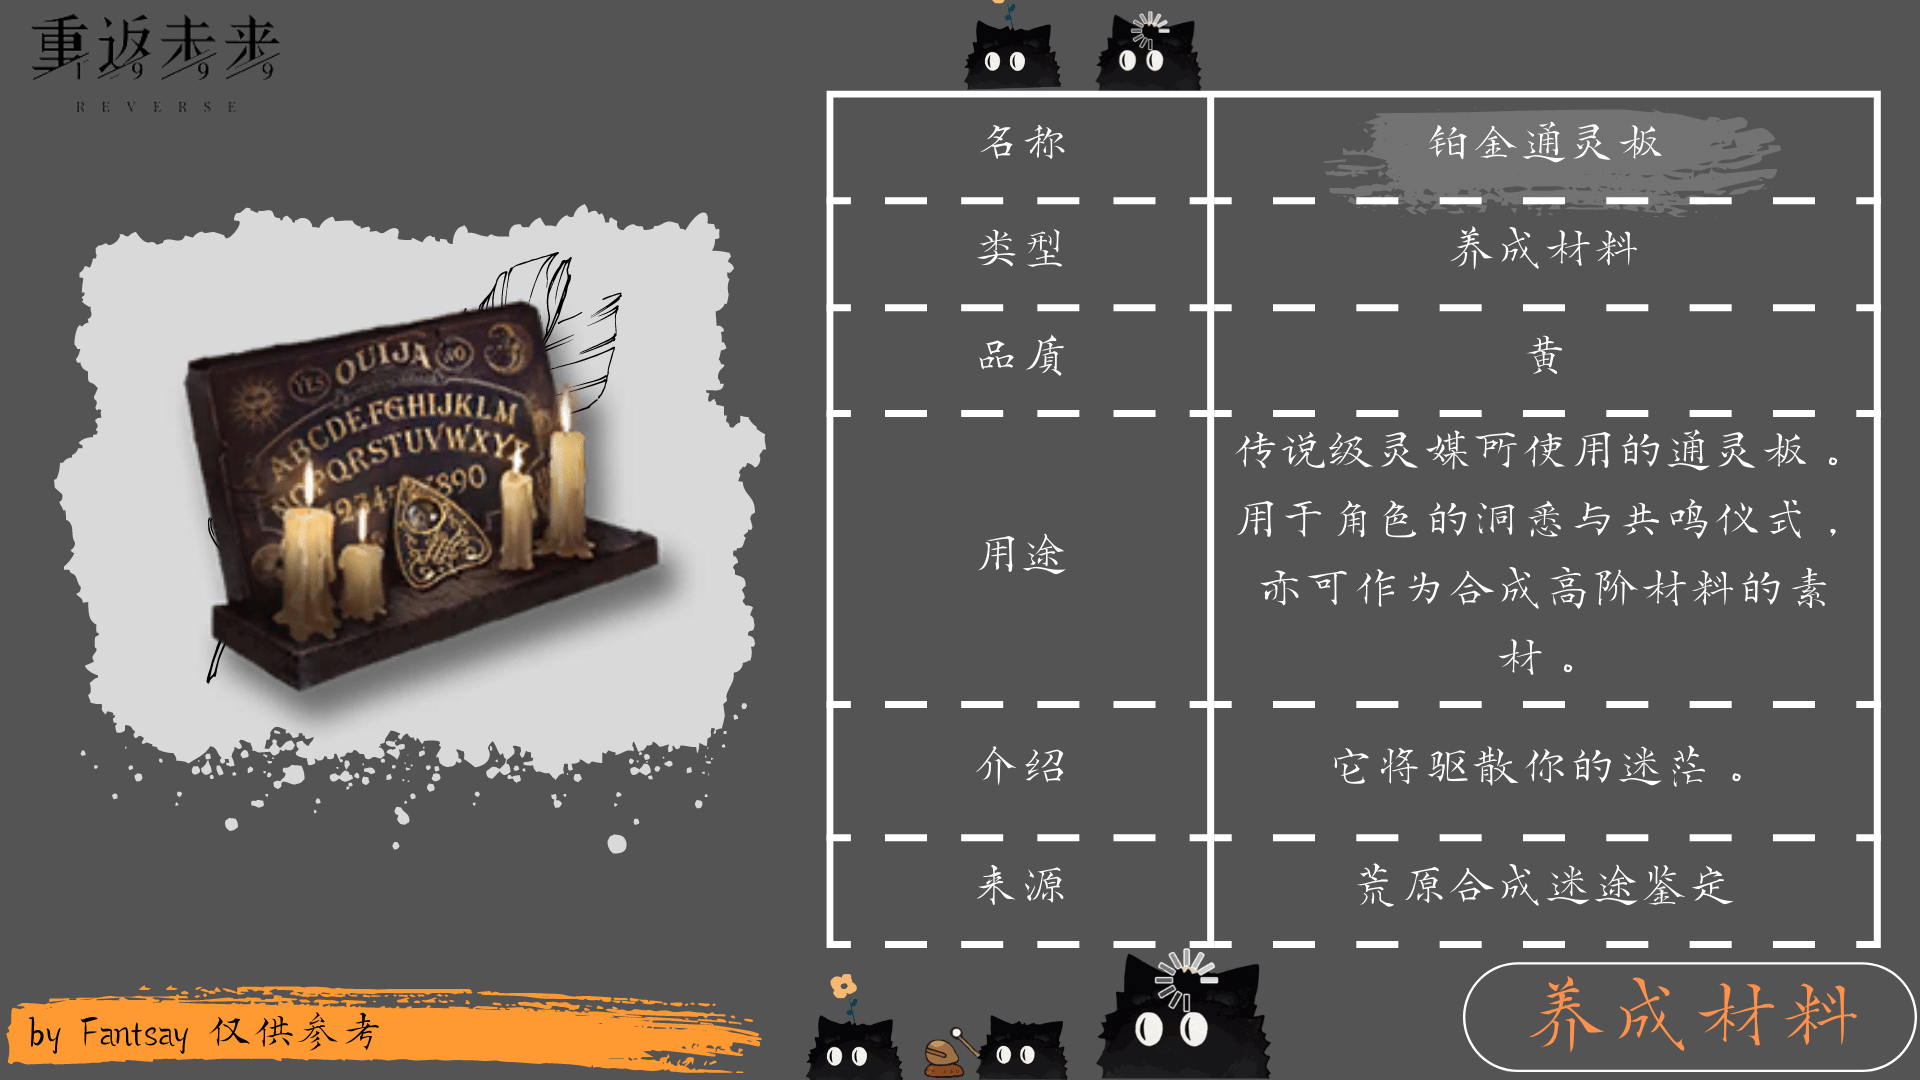 重返未来
1999
REVERSE
名称
铂金通灵板
类型
养成材料
品质
黄
用途
传说级灵媒所使用的通灵板。
用于角色的洞悉与共鸣仪式，
亦可作为合成高阶材料的素
材。
介绍
它将驱散你的迷茫。
来源
荒原合成迷途鉴定
YES OUIJA NO
ABCDEFGHIJKLM
NOPQRSTUVWXYZ
by Fantsay 仅供参考
养成材料